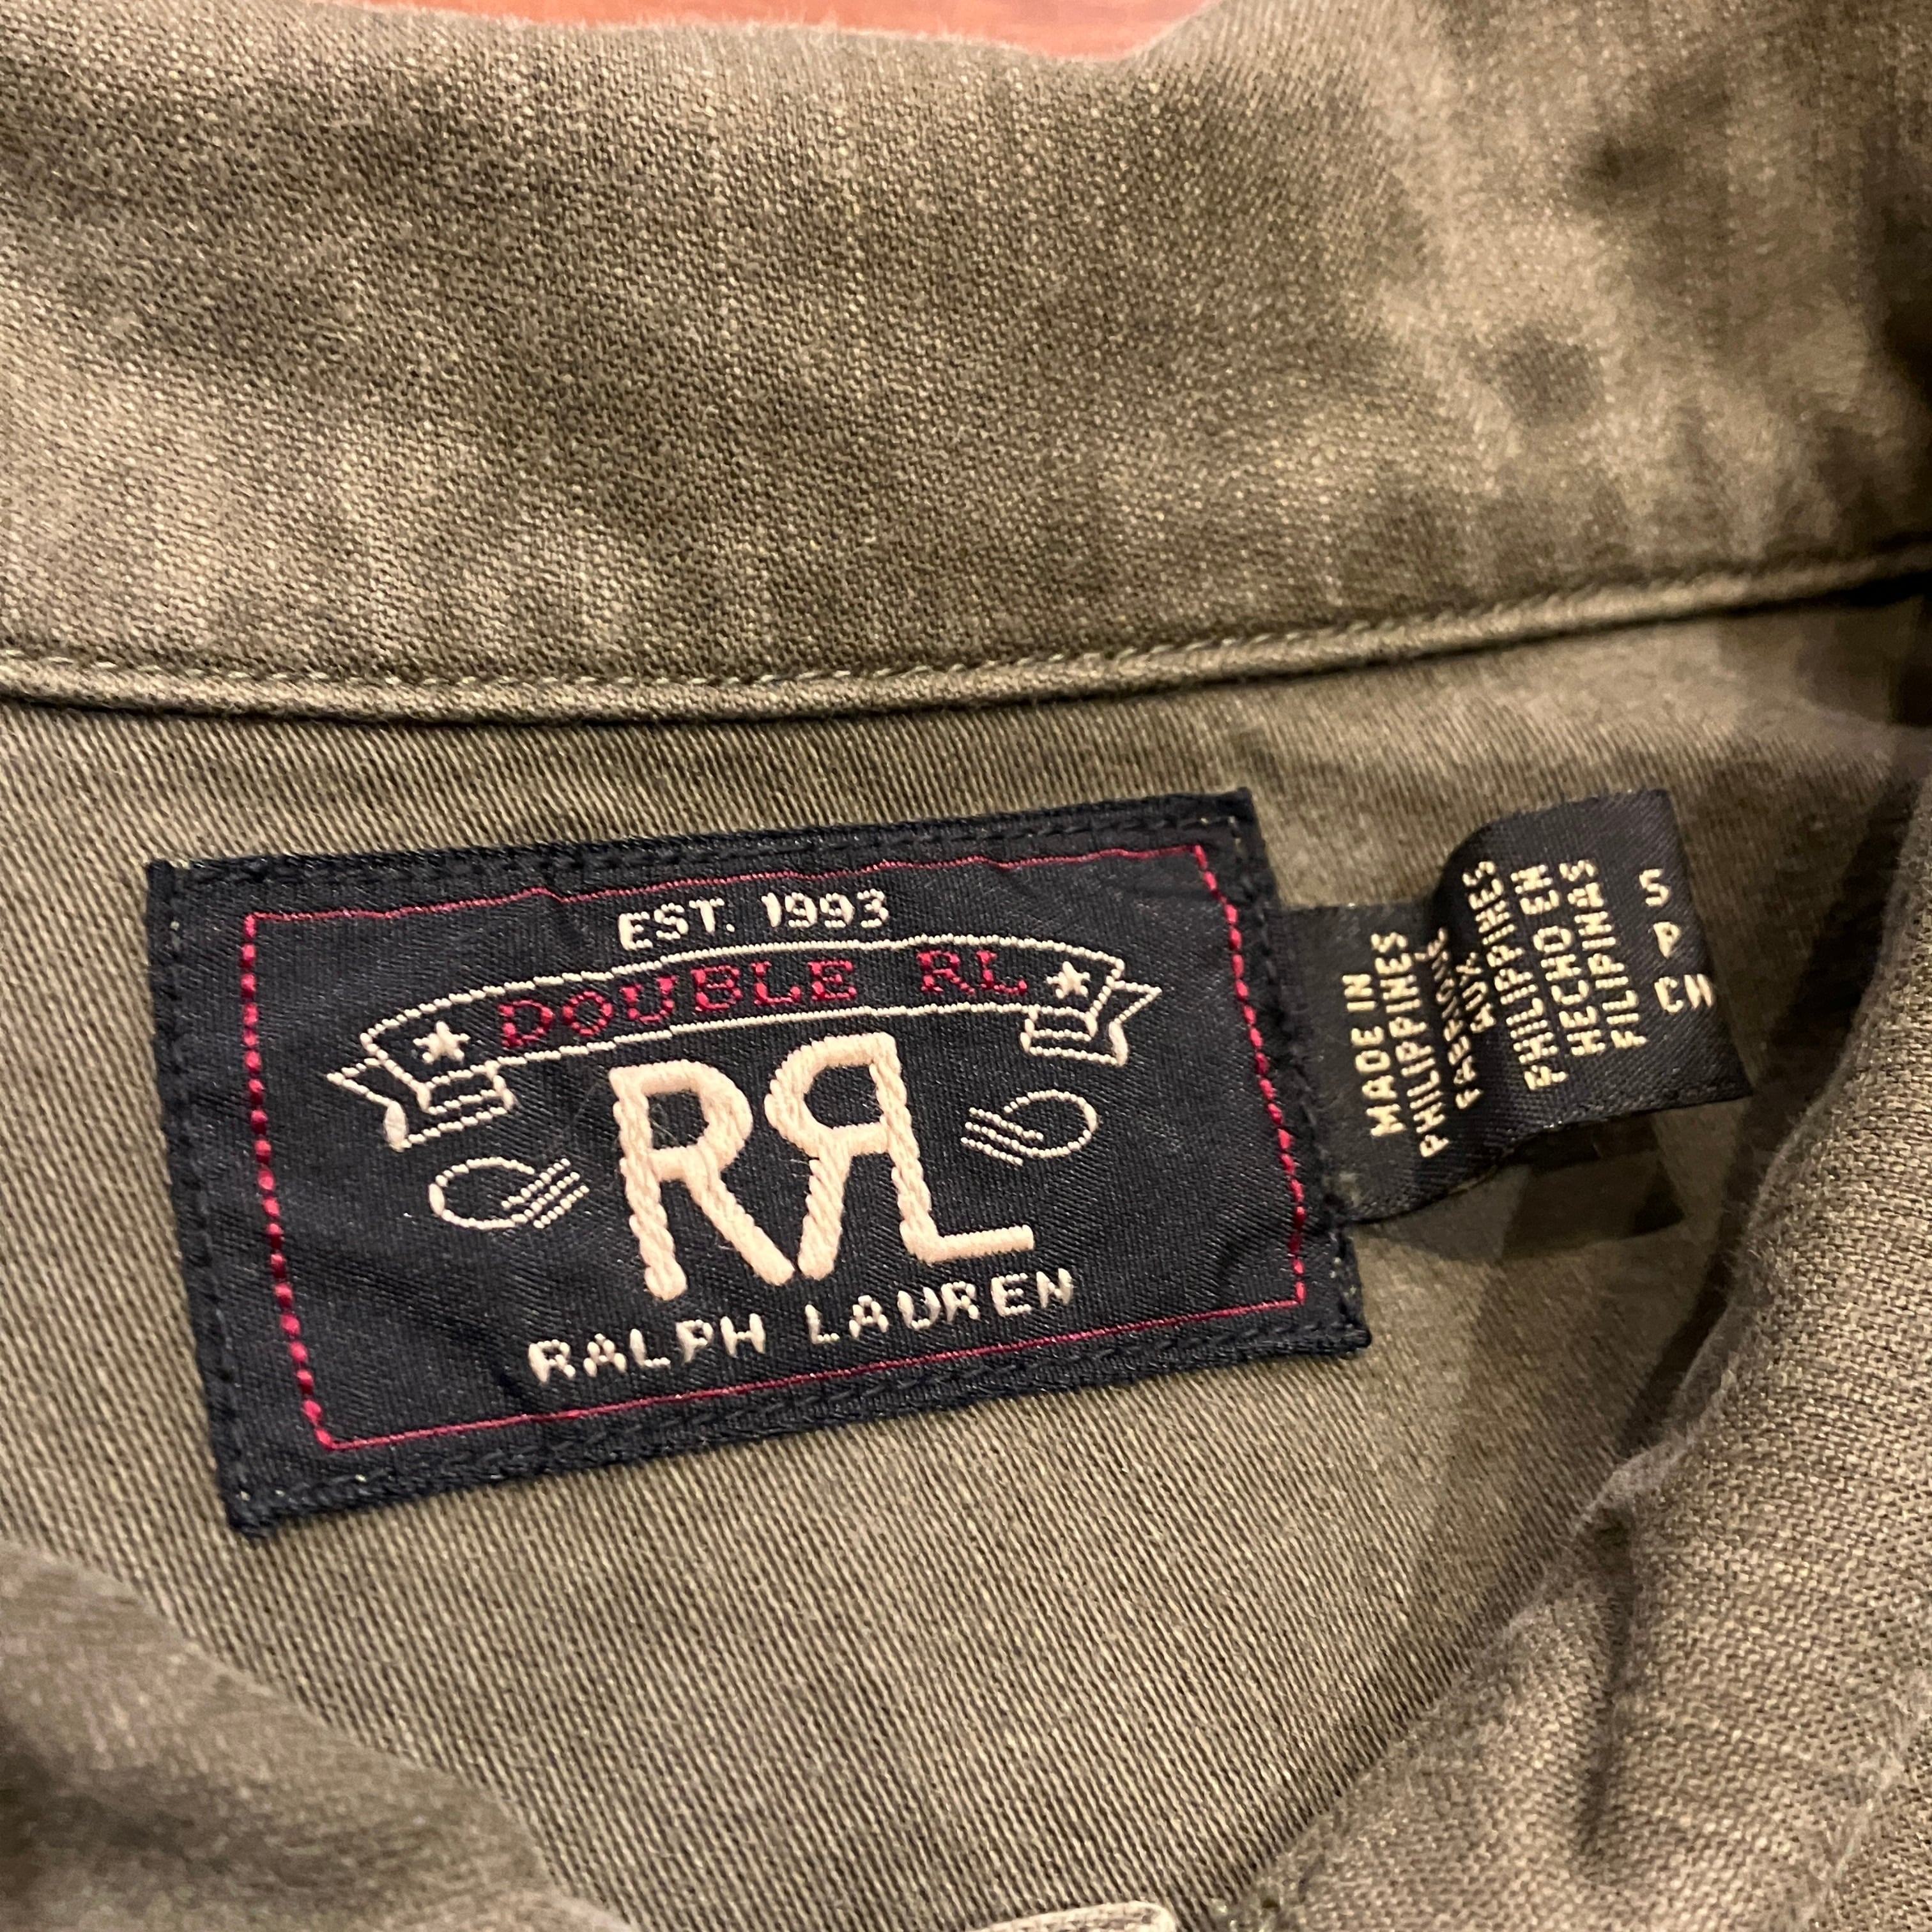 EST. 1993
DOUBLE RL
RRL
RALPH LAUREN
MADE IN
PHILIPPINES
FABRIQUÉ
AUX
PHILIPPINES
HECHO EN
FILIPINAS
S
P
CH